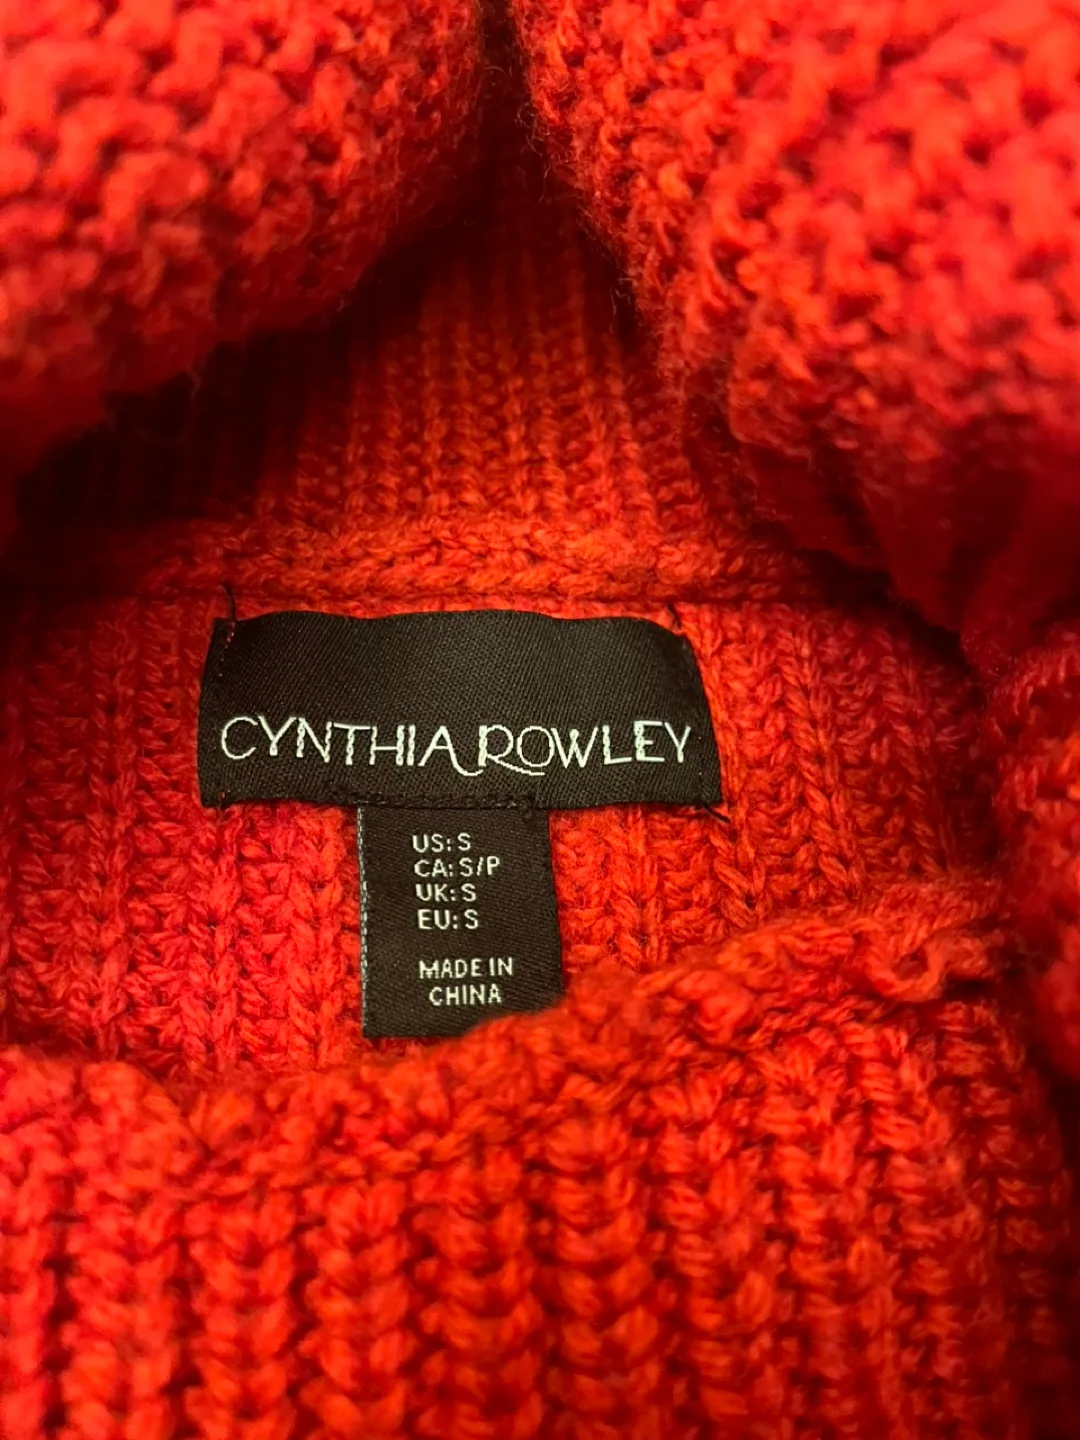 CYNTHIA ROWLEY
US: S
CA: S/P
UK: S
EU: S
MADE IN
CHINA